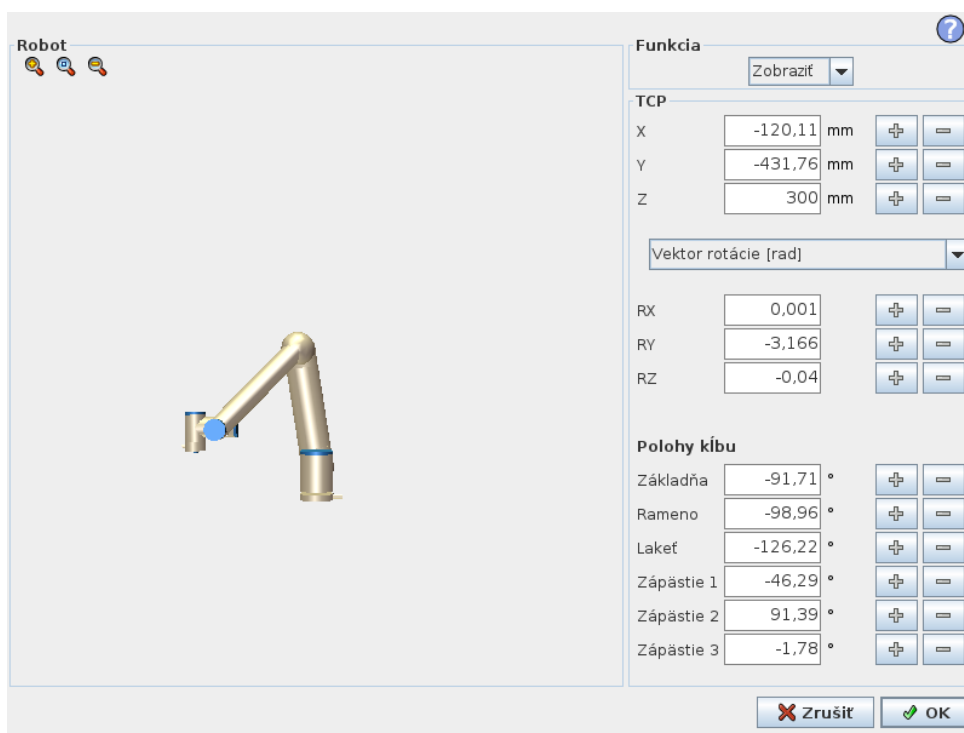 Robot
Funkcia
?
Zobraziť
TCP
X -120,11 mm
Y -431,76 mm
Z 300 mm
Vektor rotácie [rad]
RX 0,001
RY -3,166
RZ -0,04
Polohy kĺbu
Základňa -91,71 °
Rameno -98,96 °
Lakeť -126,22 °
Zápästie 1 -46,29 °
Zápästie 2 91,39 °
Zápästie 3 -1,78 °
Zrušiť OK